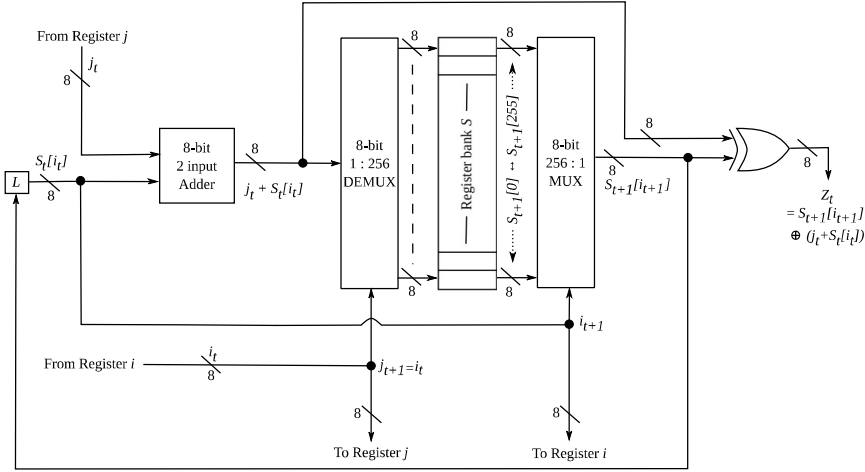 From Register j
j_t
8
S_t[i_t]
L
8
8-bit
2 input
Adder
8
j_t + S_t[i_t]
8-bit
1 : 256
DEMUX
8
8
Register bank S
8
S_{t+1}[0] ↔ S_{t+1}[255]
8
8-bit
256 : 1
MUX
8
S_{t+1}[i_{t+1}]
8
8
Z_t
= S_{t+1}[i_{t+1}]
⊕ (j_t+S_t[i_t])
From Register i
i_t
8
j_{t+1}=i_t
i_{t+1}
8
8
To Register j
To Register i